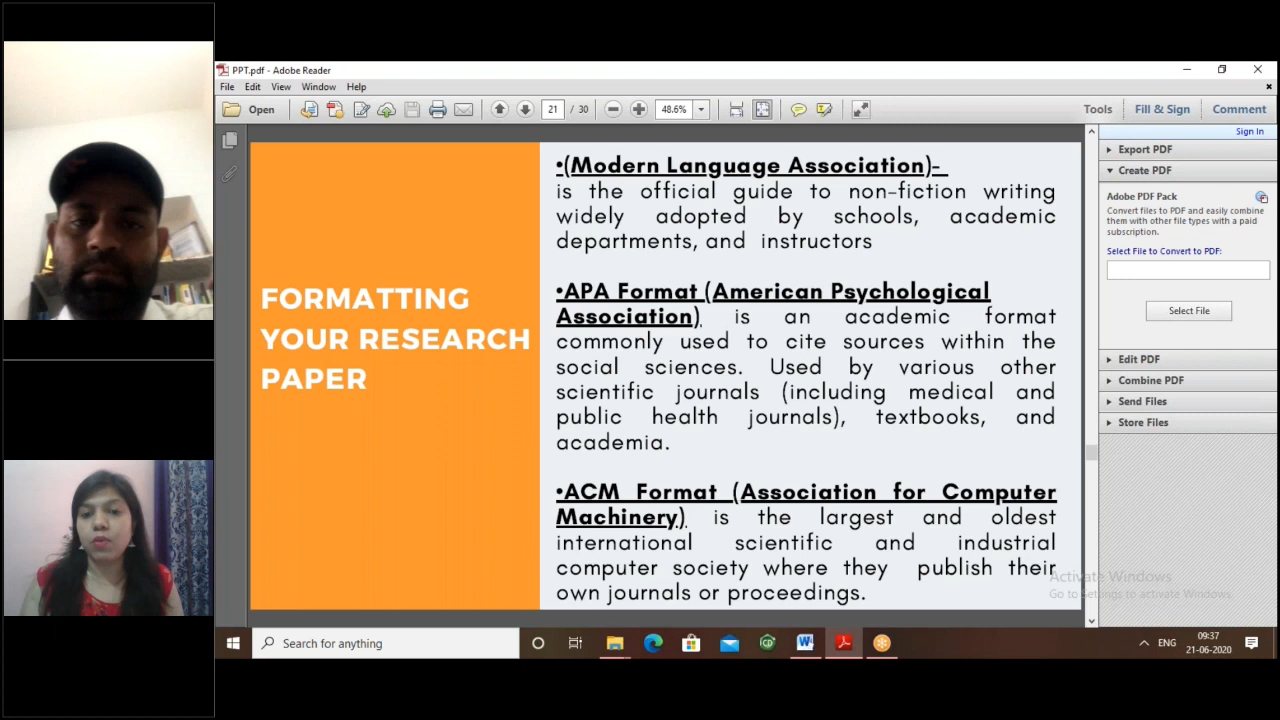 PPT.pdf - Adobe Reader
File Edit View Window Help
Open
21 / 30
48.6%
Tools
Fill & Sign
Comment
Sign In
Export PDF
Create PDF
Adobe PDF Pack
Convert files to PDF and easily combine
them with other file types with a paid
subscription.
Select File to Convert to PDF:
Select File
Edit PDF
Combine PDF
Send Files
Store Files
FORMATTING
YOUR RESEARCH
PAPER
•(Modern Language Association)-
is the official guide to non-fiction writing
widely adopted by schools, academic
departments, and instructors
•APA Format (American Psychological
Association) is an academic format
commonly used to cite sources within the
social sciences. Used by various other
scientific journals (including medical and
public health journals), textbooks, and
academia.
•ACM Format (Association for Computer
Machinery) is the largest and oldest
international scientific and industrial
computer society where they publish their
own journals or proceedings.
Activate Windows
Go to Settings to activate Windows.
Search for anything
ENG
09:37
21-06-2020